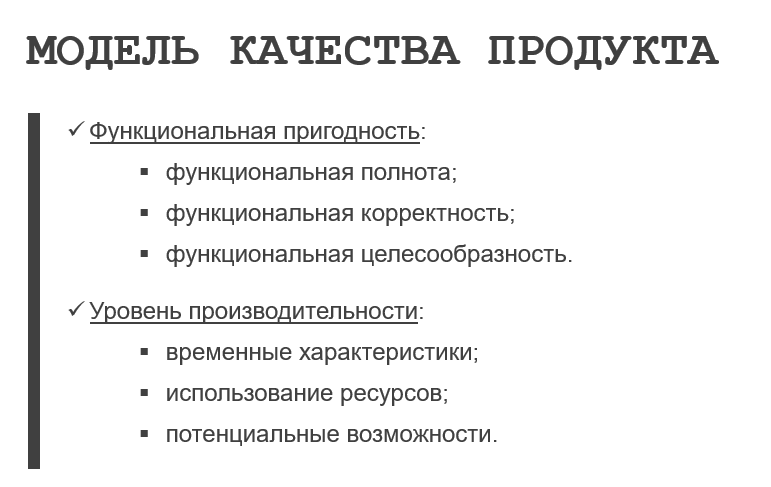 МОДЕЛЬ КАЧЕСТВА ПРОДУКТА
✓ Функциональная пригодность:
▪ функциональная полнота;
▪ функциональная корректность;
▪ функциональная целесообразность.
✓ Уровень производительности:
▪ временные характеристики;
▪ использование ресурсов;
▪ потенциальные возможности.